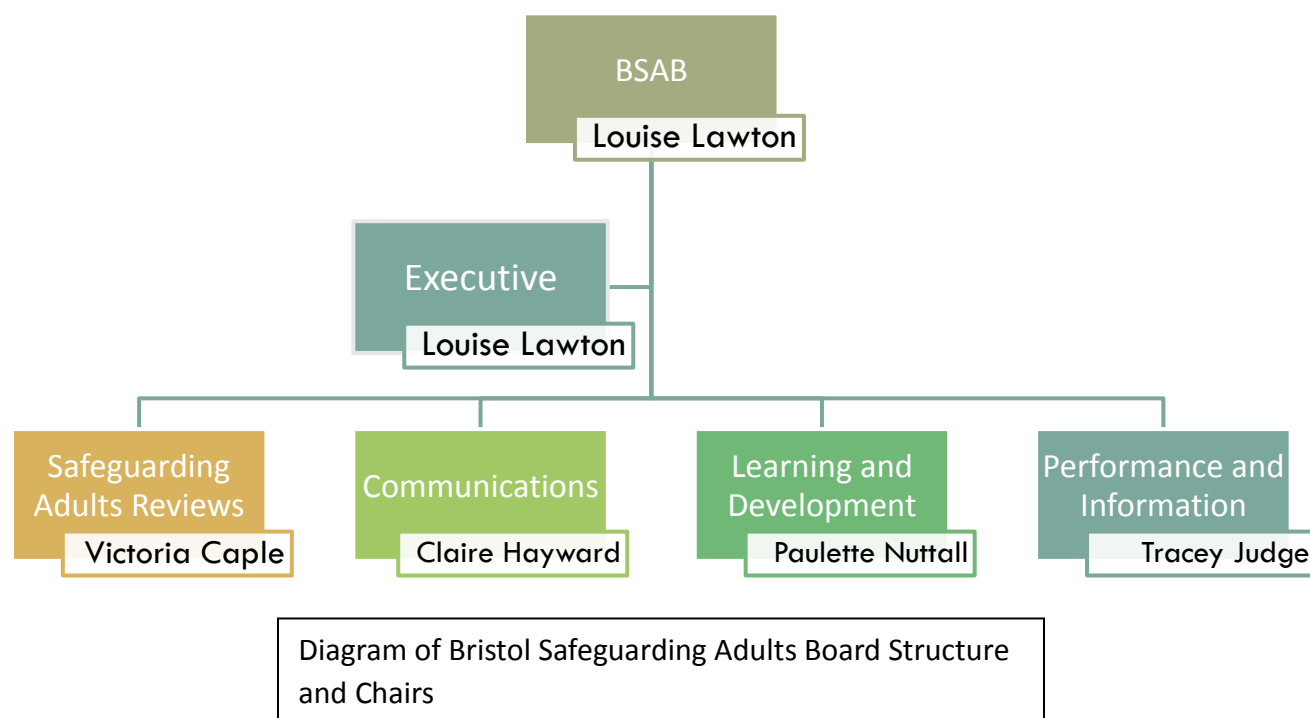 BSAB
Louise Lawton
Executive
Louise Lawton
Safeguarding
Adults Reviews
Victoria Caple
Communications
Claire Hayward
Learning and
Development
Paulette Nuttall
Performance and
Information
Tracey Judge
Diagram of Bristol Safeguarding Adults Board Structure
and Chairs